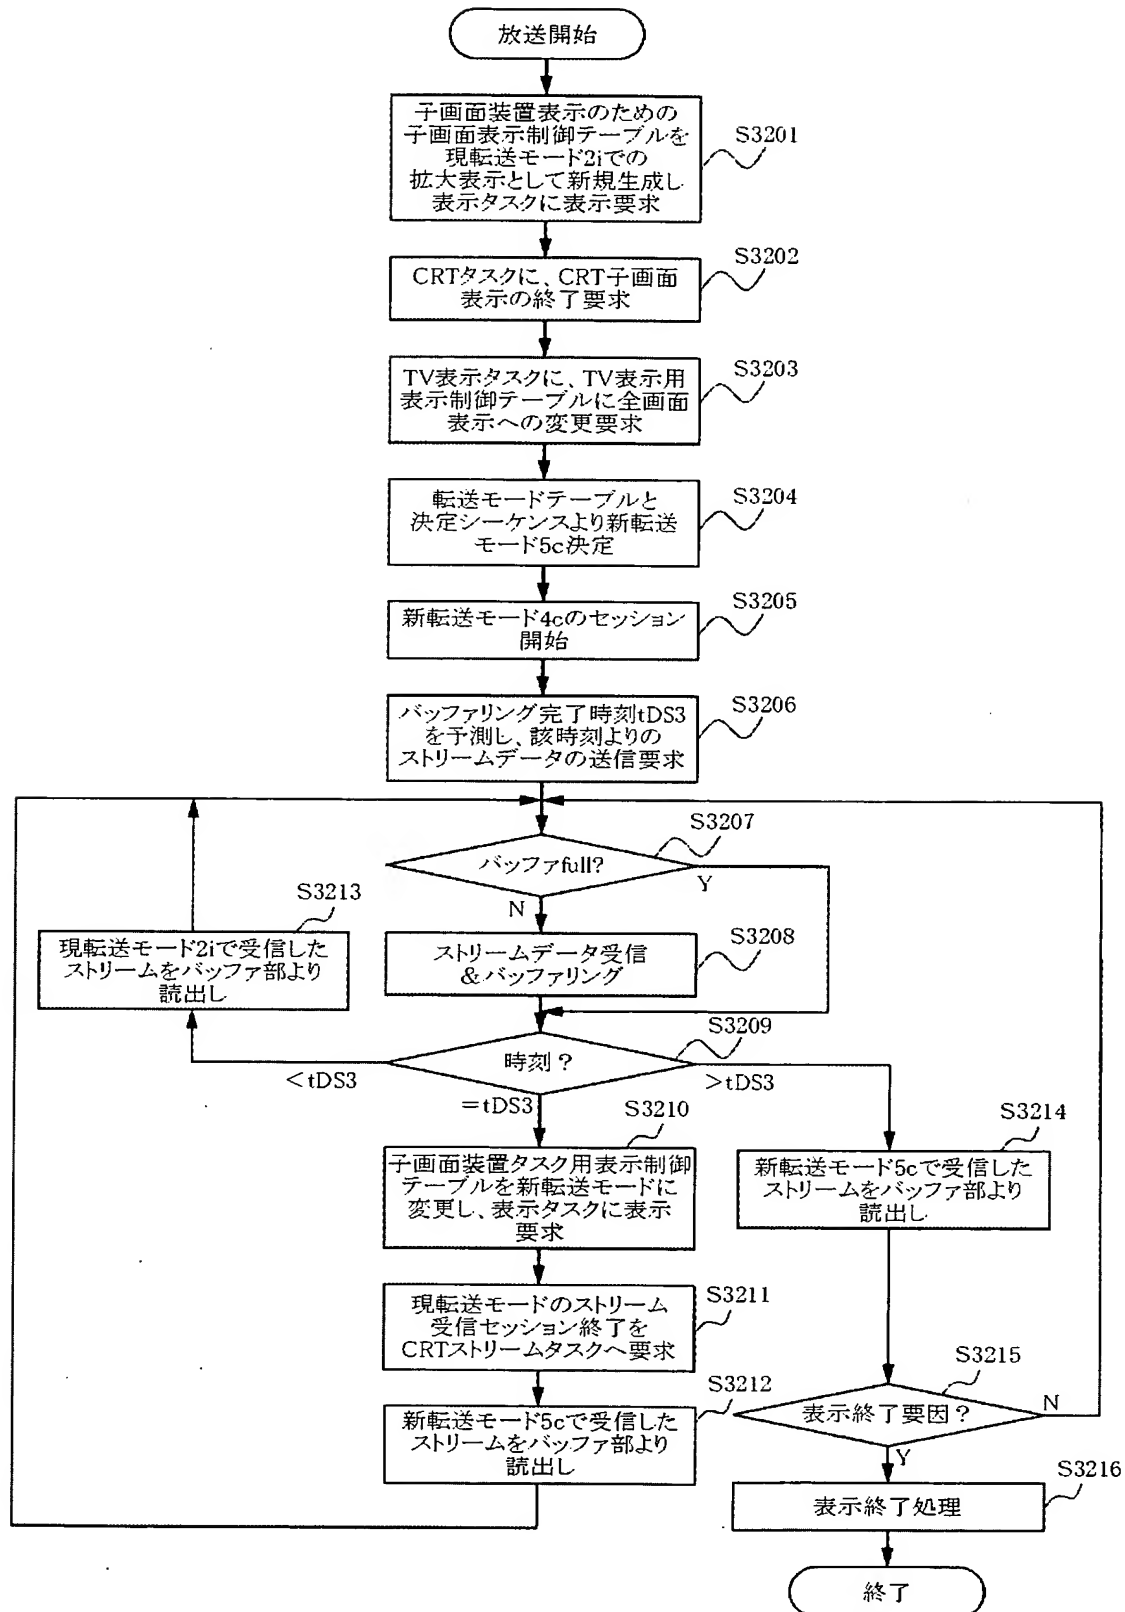 放送開始
子画面装置表示のための
子画面表示制御テーブルを
現転送モード2iでの
拡大表示として新規生成し
表示タスクに表示要求
S3201
CRTタスクに、CRT子画面
表示の終了要求
S3202
TV表示タスクに、TV表示用
表示制御テーブルに全画面
表示への変更要求
S3203
転送モードテーブルと
決定シーケンスより新転送
モード5c決定
S3204
新転送モード4cのセッション
開始
S3205
バッファリング完了時刻tDS3
を予測し、該時刻よりの
ストリームデータの送信要求
S3206
バッファfull?
S3207
Y
N
ストリームデータ受信
&バッファリング
S3208
S3213
現転送モード2iで受信した
ストリームをバッファ部より
読出し
時刻?
S3209
<tDS3
=tDS3
>tDS3
S3210
子画面装置タスク用表示制御
テーブルを新転送モードに
変更し、表示タスクに表示
要求
S3211
現転送モードのストリーム
受信セッション終了を
CRTストリームタスクへ要求
S3212
新転送モード5cで受信した
ストリームをバッファ部より
読出し
S3214
新転送モード5cで受信した
ストリームをバッファ部より
読出し
S3215
表示終了要因?
N
Y
S3216
表示終了処理
終了